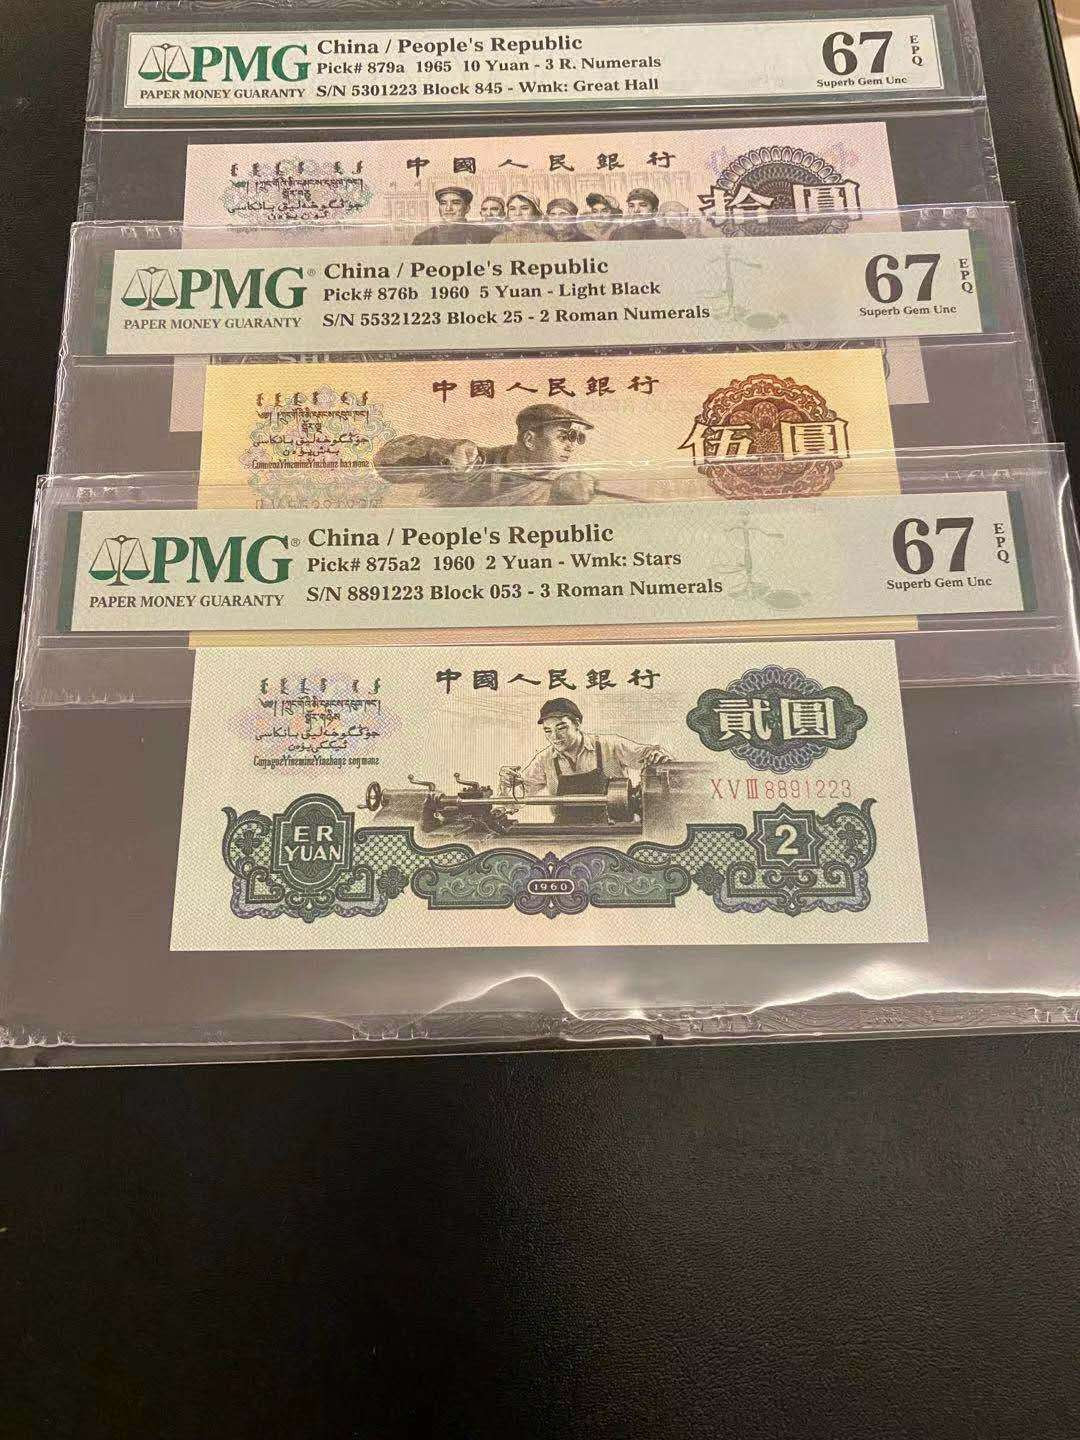 PMG
PAPER MONEY GUARANTY
China / People's Republic
Pick# 879a 1965 10 Yuan - 3 R. Numerals
S/N 5301223 Block 845 - Wmk: Great Hall
67
EPQ
Superb Gem Unc
中國人民銀行
拾圓
PMG®
PAPER MONEY GUARANTY
China / People's Republic
Pick# 876b 1960 5 Yuan - Light Black
S/N 55321223 Block 25 - 2 Roman Numerals
67
EPQ
Superb Gem Unc
中國人民銀行
伍圓
PMG®
PAPER MONEY GUARANTY
China / People's Republic
Pick# 875a2 1960 2 Yuan - Wmk: Stars
S/N 8891223 Block 053 - 3 Roman Numerals
67
EPQ
Superb Gem Unc
中國人民銀行
貳圓
XVIII 8891223
ER
YUAN
2
1960